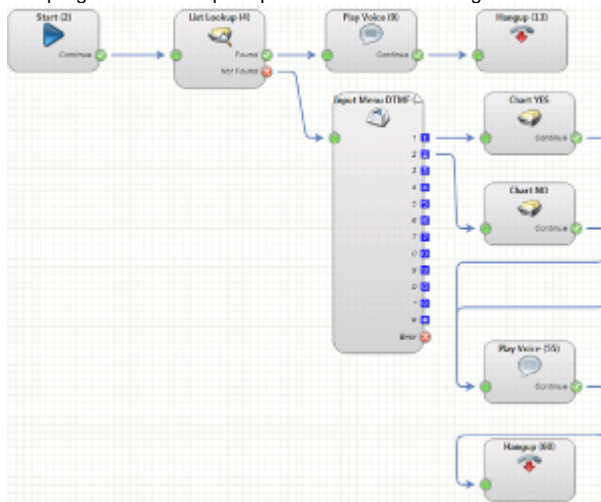 Start (2)
Continue
List Lookup (4)
Found
Not Found
Play Voice (9)
Continue
Hangup (13)
Input Menu DTMF
1
2
3
4
5
6
7
9
0
*
#
Error
Chart YES
Continue
Chart NO
Continue
Play Voice (55)
Continue
Hangup (60)